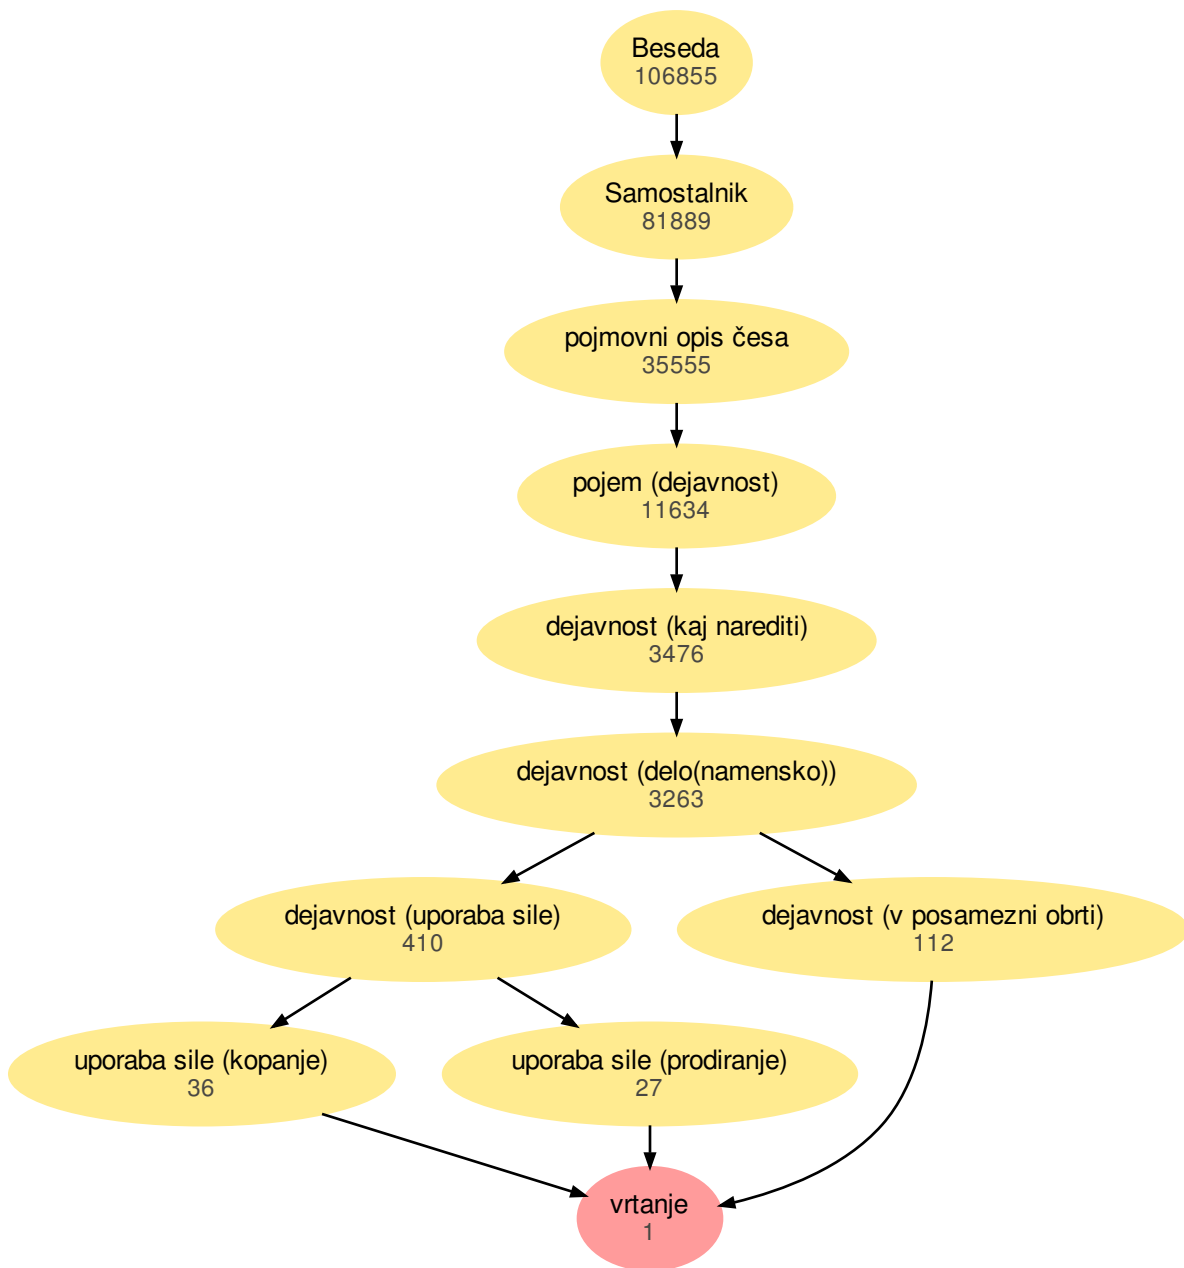 Beseda
106855
Samostalnik
81889
pojmovni opis česa
35555
pojem (dejavnost)
11634
dejavnost (kaj narediti)
3476
dejavnost (delo(namensko))
3263
dejavnost (uporaba sile)
410
dejavnost (v posamezni obrti)
112
uporaba sile (kopanje)
36
uporaba sile (prodiranje)
27
vrtanje
1